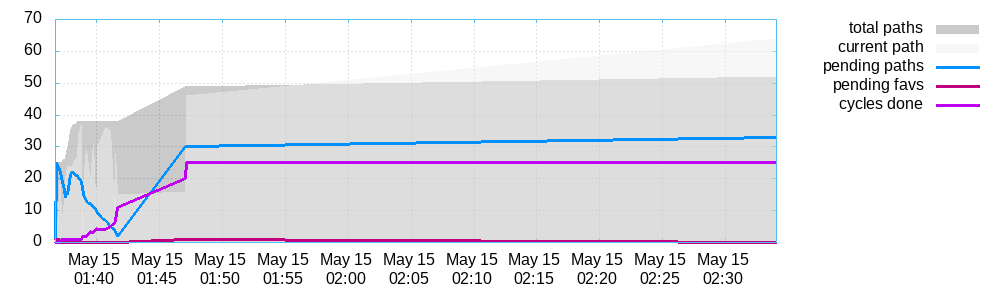 70
60
50
40
30
20
10
0
May 15 May 15 May 15 May 15 May 15 May 15 May 15 May 15 May 15 May 15 May 15
01:40 01:45 01:50 01:55 02:00 02:05 02:10 02:15 02:20 02:25 02:30
total paths
current path
pending paths
pending favs
cycles done